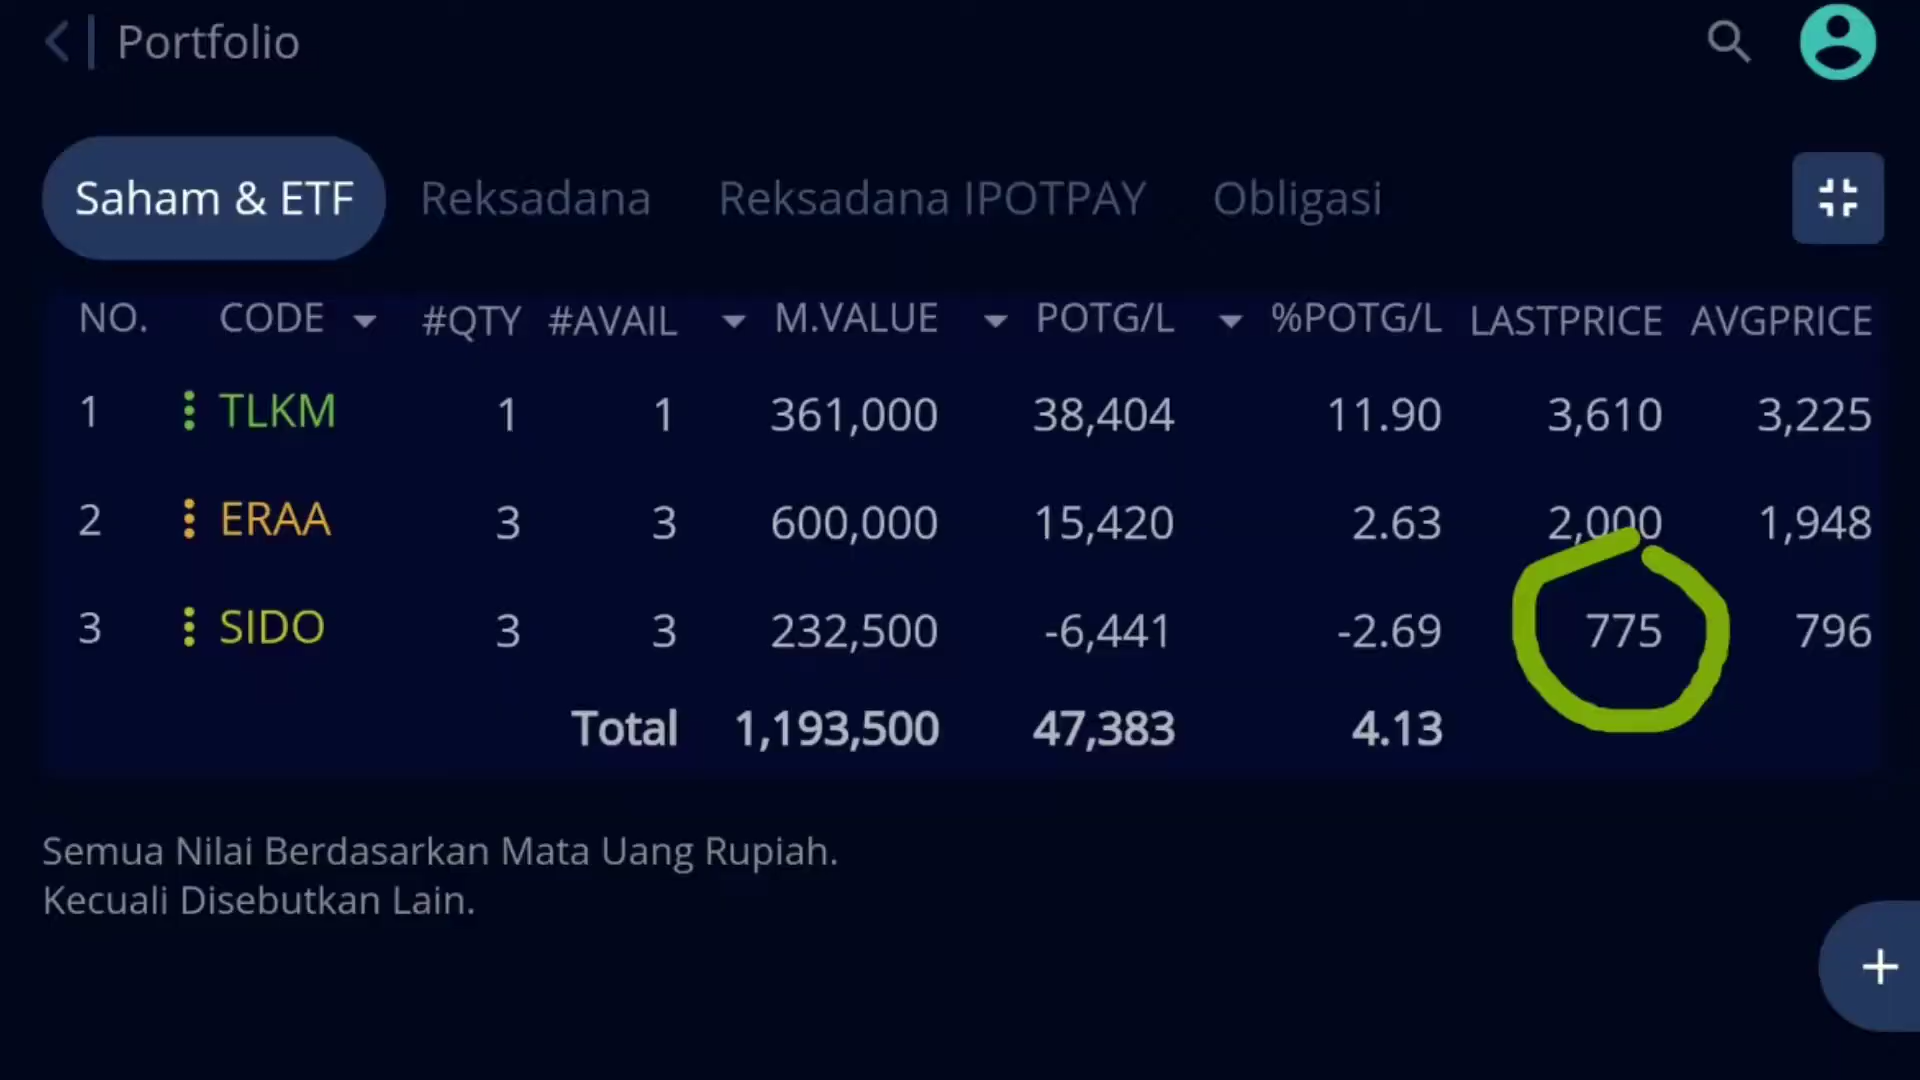 Portfolio
Saham & ETF Reksadana Reksadana IPOTPAY Obligasi
NO. CODE #QTY #AVAIL M.VALUE POTG/L %POTG/L LASTPRICE AVGPRICE
1 TLKM 1 1 361,000 38,404 11.90 3,610 3,225
2 ERAA 3 3 600,000 15,420 2.63 2,000 1,948
3 SIDO 3 3 232,500 -6,441 -2.69 775 796
Total 1,193,500 47,383 4.13
Semua Nilai Berdasarkan Mata Uang Rupiah.
Kecuali Disebutkan Lain.